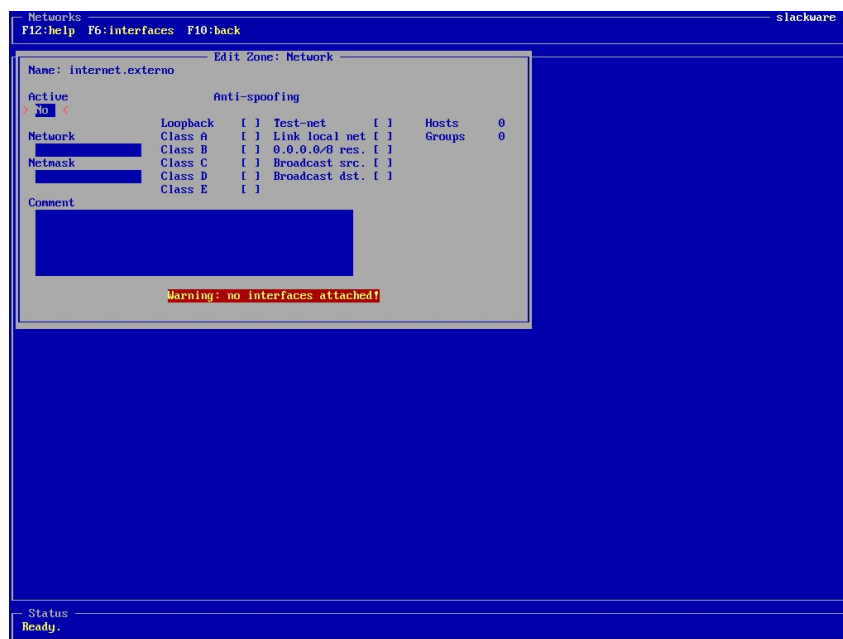 Networks slackware
F12:help F6:interfaces F10:back
Edit Zone: Network
Name: internet.externo
Active Anti-spoofing
> No <
Loopback [ ] Test-net [ ] Hosts 0
Network Class A [ ] Link local net [ ] Groups 0
Class B [ ] 0.0.0.0/8 res. [ ]
Netmask Class C [ ] Broadcast src. [ ]
Class D [ ] Broadcast dst. [ ]
Class E [ ]
Comment
Warning: no interfaces attached!
Status
Ready.